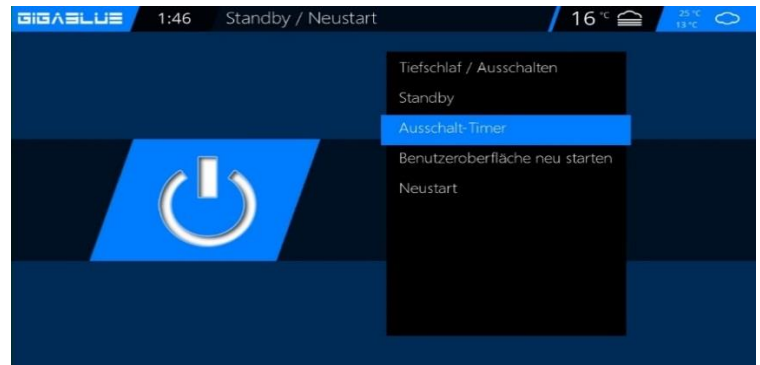 GIGABLUE
1:46
Standby / Neustart
16 °C
25 °C
13 °C
Tiefschlaf / Ausschalten
Standby
Ausschalt-Timer
Benutzeroberfläche neu starten
Neustart